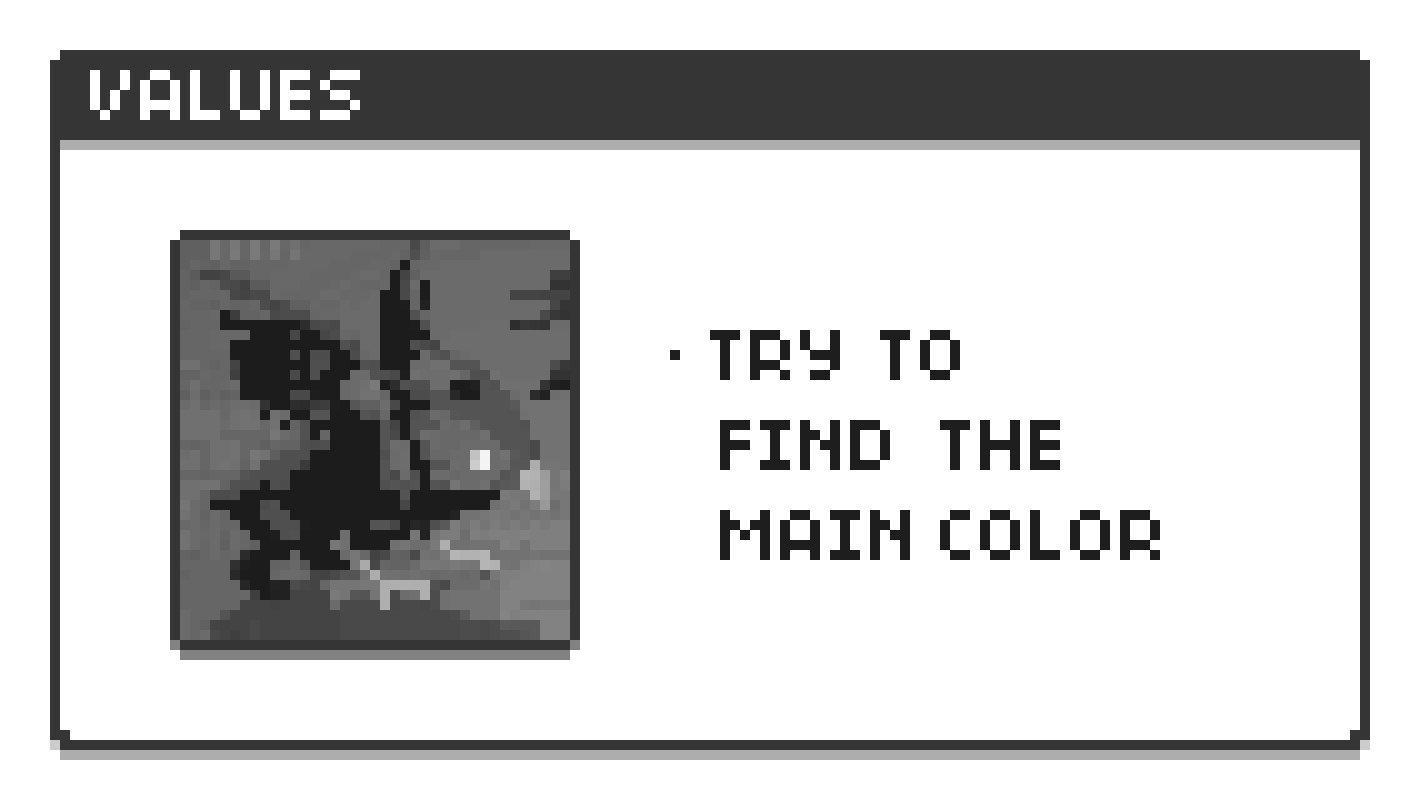 VALUES
· TRY TO
FIND THE
MAIN COLOR